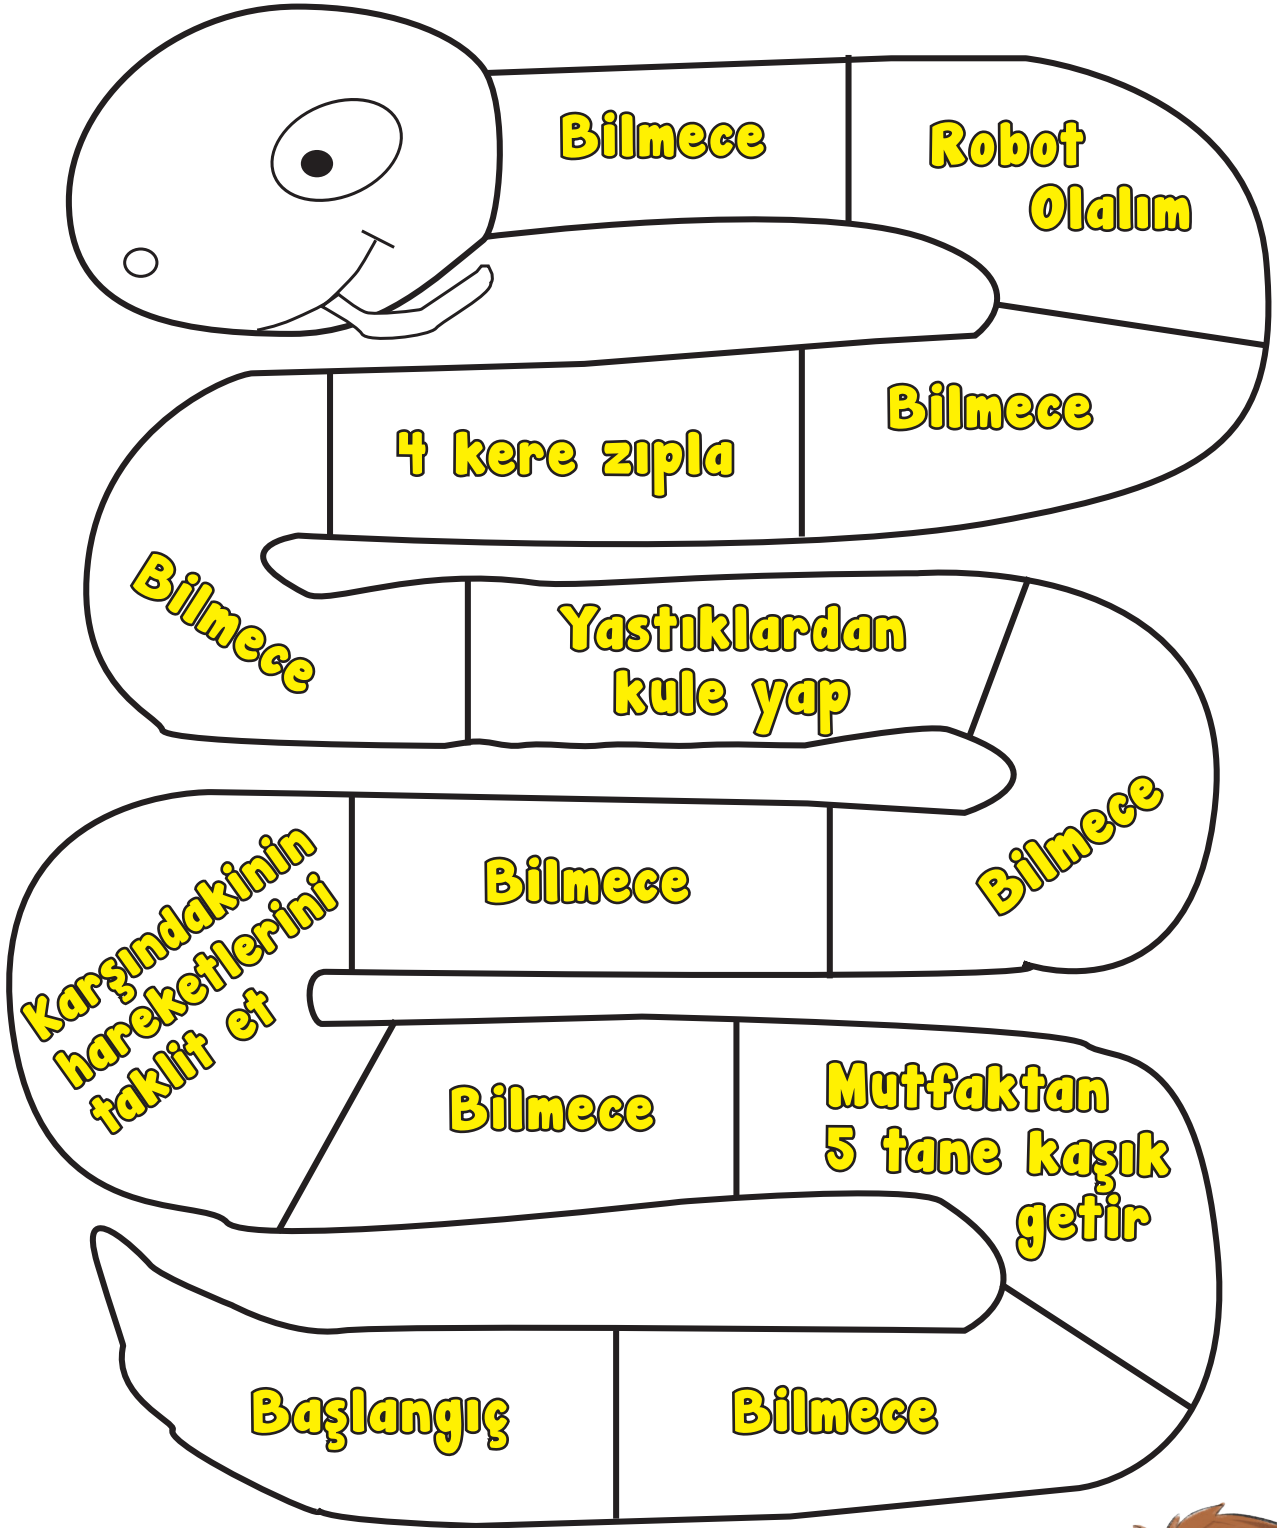 Bilmece
Robot
Olalım
Bilmece
4 kere zıpla
Bilmece
Yastıklardan
kule yap
Bilmece
Bilmece
Karşındakinin
hareketlerini
taklit et
Bilmece
Mutfaktan
5 tane kaşık
getir
Bilmece
Başlangıç